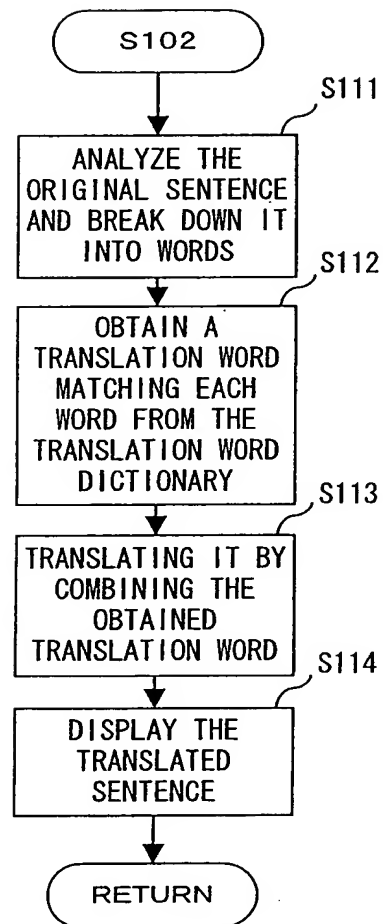 S102
S111
ANALYZE THE
ORIGINAL SENTENCE
AND BREAK DOWN IT
INTO WORDS
S112
OBTAIN A
TRANSLATION WORD
MATCHING EACH
WORD FROM THE
TRANSLATION WORD
DICTIONARY
S113
TRANSLATING IT BY
COMBINING THE
OBTAINED
TRANSLATION WORD
S114
DISPLAY THE
TRANSLATED
SENTENCE
RETURN